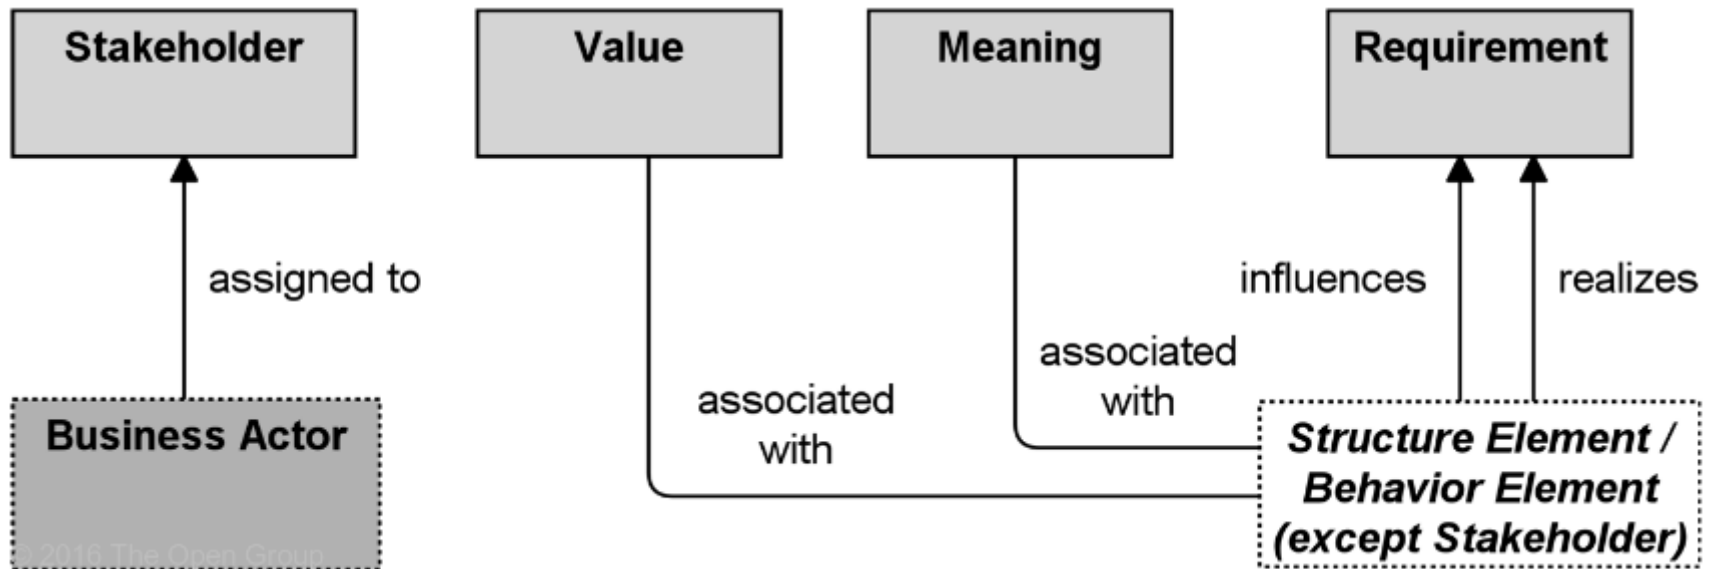 Stakeholder
Value
Meaning
Requirement
assigned to
influences
realizes
associated
with
associated
with
Business Actor
Structure Element /
Behavior Element
(except Stakeholder)
© 2016 The Open Group